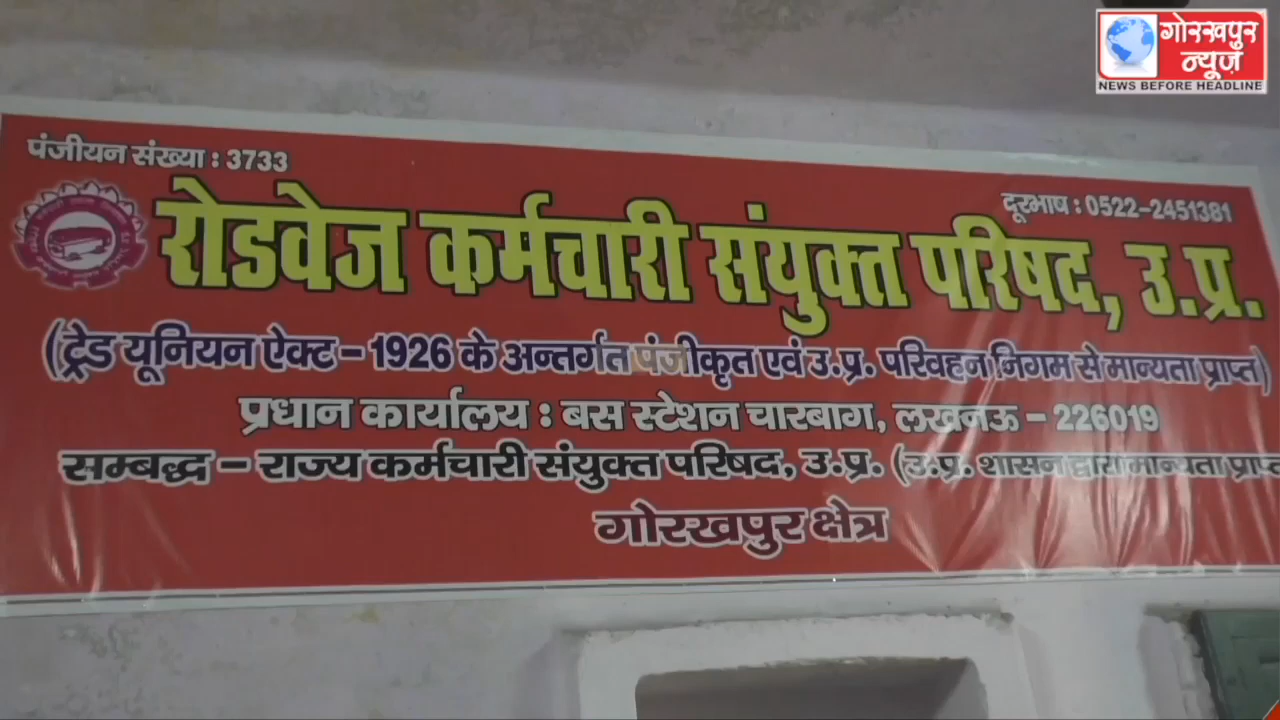 गोरखपुर
न्यूज़
NEWS BEFORE HEADLINE
पंजीयन संख्या : 3733
दूरभाष : 0522-2451381
रोडवेज कर्मचारी संयुक्त परिषद, उ.प्र.
(ट्रेड यूनियन ऐक्ट – 1926 के अन्तर्गत पंजीकृत एवं उ.प्र. परिवहन निगम से मान्यता प्राप्त)
प्रधान कार्यालय : बस स्टेशन चारबाग, लखनऊ – 226019
सम्बद्ध – राज्य कर्मचारी संयुक्त परिषद, उ.प्र. (उ.प्र. शासन द्वारा मान्यता प्राप्त
गोरखपुर क्षेत्र